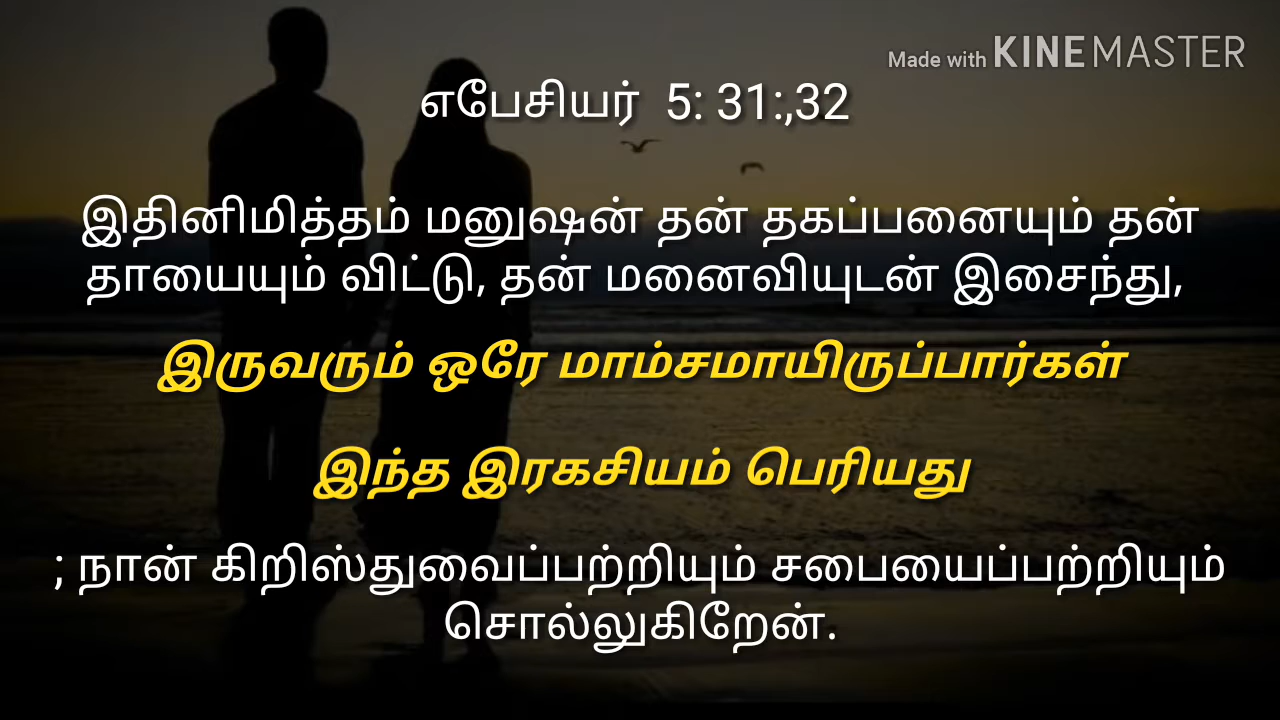 Made with KINEMASTER
எபேசியர்  5: 31:,32
இதினிமித்தம் மனுஷன் தன் தகப்பனையும் தன்
தாயையும் விட்டு, தன் மனைவியுடன் இசைந்து,
இருவரும் ஒரே மாம்சமாயிருப்பார்கள்
இந்த இரகசியம் பெரியது
; நான் கிறிஸ்துவைப்பற்றியும் சபையைப்பற்றியும்
சொல்லுகிறேன்.